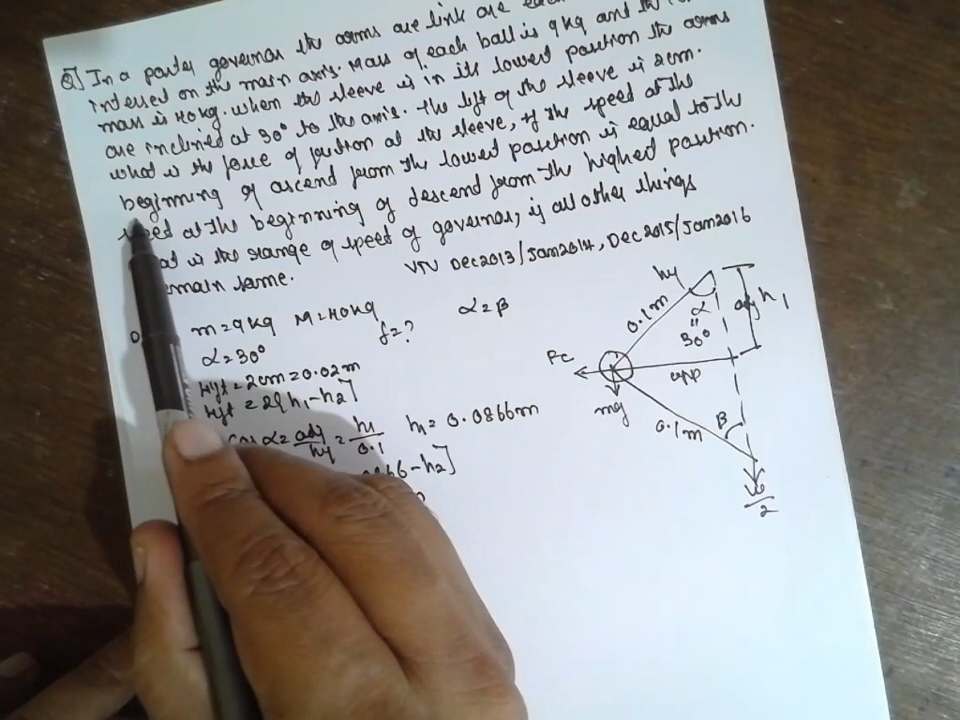 Q] In a porter governor the arms are link are each
intersed on the main axis. Mass of each ball is 9kg and the
mass is 40kg. when the sleeve is in its lowest position the arms
are inclined at 30° to the axis. the lift of the sleeve is 2cm.
what is the force of friction at the sleeve, if the speed at the
beginning of ascend from the lowest position is equal to the
speed at the beginning of descend from the highest position.
is the range of speed of governor, if all other things
remain same.
VTU Dec2013/Jan2014, Dec2015/Jan2016
m=9kg M=40kg α=β
α=30° f=?
lift=2cm=0.02m
lift=2[h1-h2]
cos α = adj/hy = h1/0.1 h1=0.0866m
-h2]
hy
0.1m
α
"
30°
adj
h1
Fc
opp
mg
0.1m
β
w/2